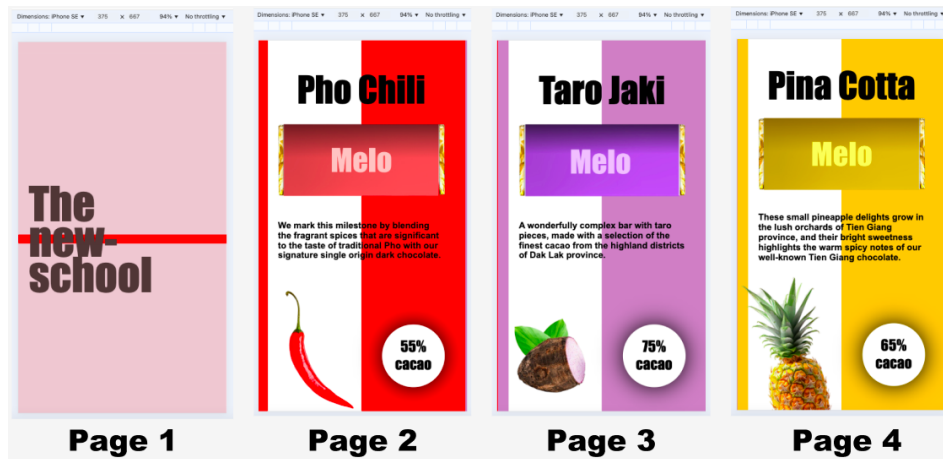 Dimensions: iPhone SE ▾ 375 × 667 94% ▾ No throttling ▾
The
new-
school
Page 1
Dimensions: iPhone SE ▾ 375 × 667 94% ▾ No throttling ▾
Pho Chili
Melo
We mark this milestone by blending
the fragrant spices that are significant
to the taste of traditional Pho with our
signature single origin dark chocolate.
55%
cacao
Page 2
Dimensions: iPhone SE ▾ 375 × 667 94% ▾ No throttling ▾
Taro Jaki
Melo
A wonderfully complex bar with taro
pieces, made with a selection of the
finest cacao from the highland districts
of Dak Lak province.
75%
cacao
Page 3
Dimensions: iPhone SE ▾ 375 × 667 94% ▾ No throttling ▾
Pina Cotta
Melo
These small pineapple delights grow in
the lush orchards of Tien Giang
province, and their bright sweetness
highlights the warm spicy notes of our
well-known Tien Giang chocolate.
65%
cacao
Page 4